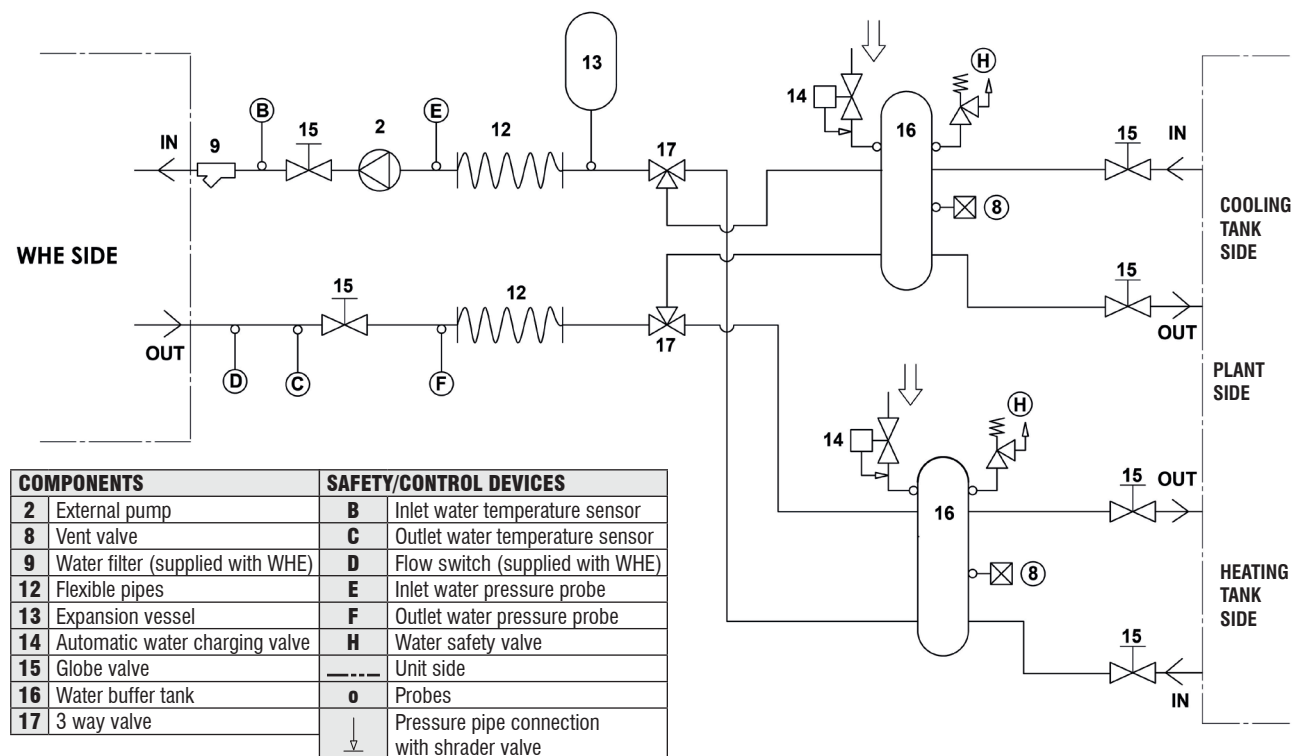 13
H
14
B
E
16
15
2
12
15
IN
9
17
IN
8
COOLING
TANK
SIDE
WHE SIDE
15
12
15
OUT
17
OUT
D
C
F
PLANT
SIDE
H
14
15
OUT
16
8
HEATING
TANK
SIDE
15
IN
COMPONENTS SAFETY/CONTROL DEVICES
2 External pump B Inlet water temperature sensor
8 Vent valve C Outlet water temperature sensor
9 Water filter (supplied with WHE) D Flow switch (supplied with WHE)
12 Flexible pipes E Inlet water pressure probe
13 Expansion vessel F Outlet water pressure probe
14 Automatic water charging valve H Water safety valve
15 Globe valve Unit side
16 Water buffer tank o Probes
17 3 way valve Pressure pipe connection
with shrader valve